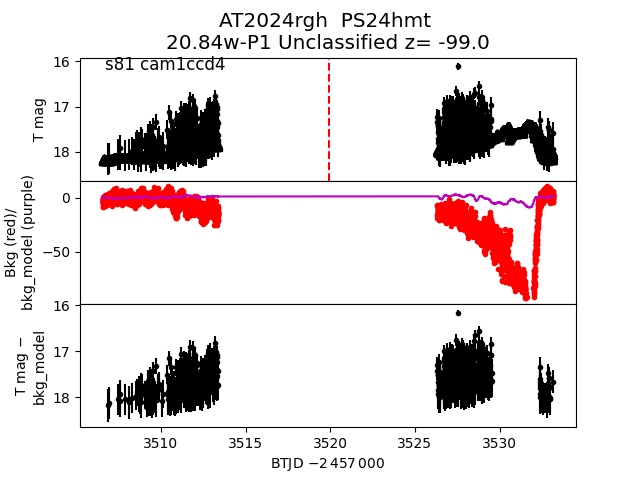 AT2024rgh  PS24hmt
20.84w-P1 Unclassified z= -99.0
s81 cam1ccd4
16
17
18
T mag
0
−50
Bkg (red)/
bkg_model (purple)
16
17
18
T mag −
bkg_model
3510
3515
3520
3525
3530
BTJD −2 457 000